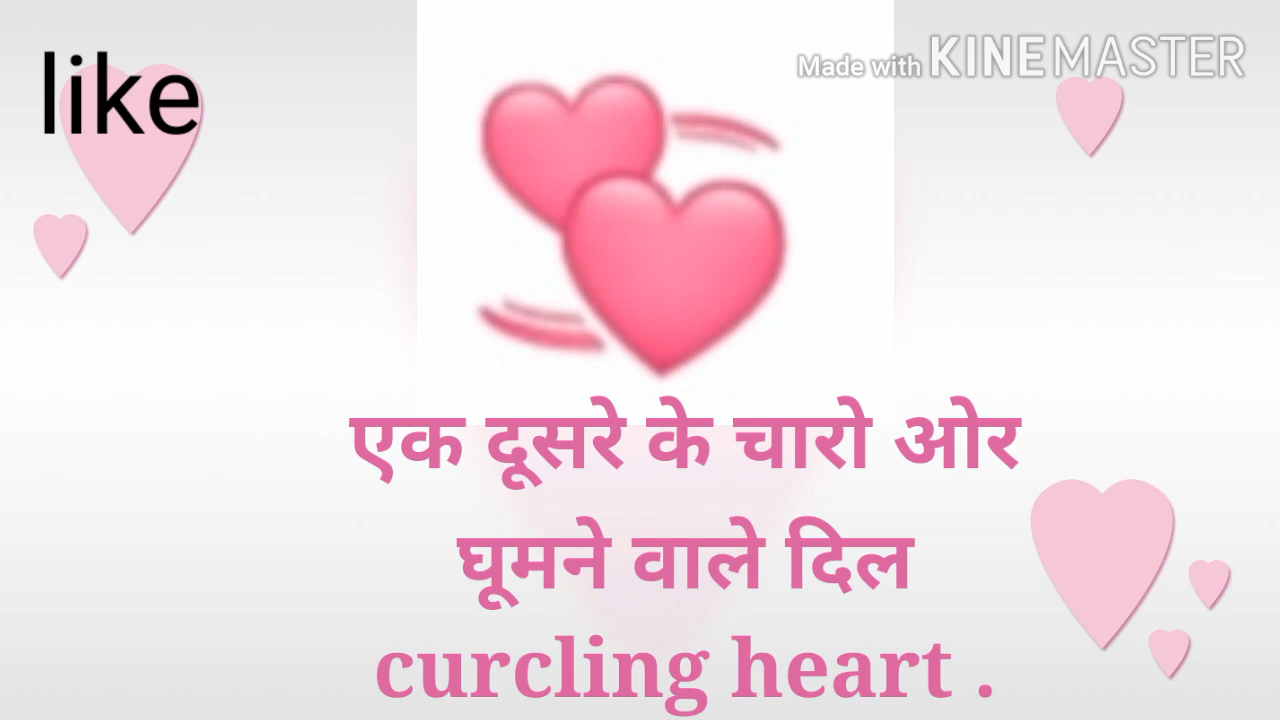 like
Made with KINEMASTER
एक दूसरे के चारो ओर
घूमने वाले दिल
curcling heart .